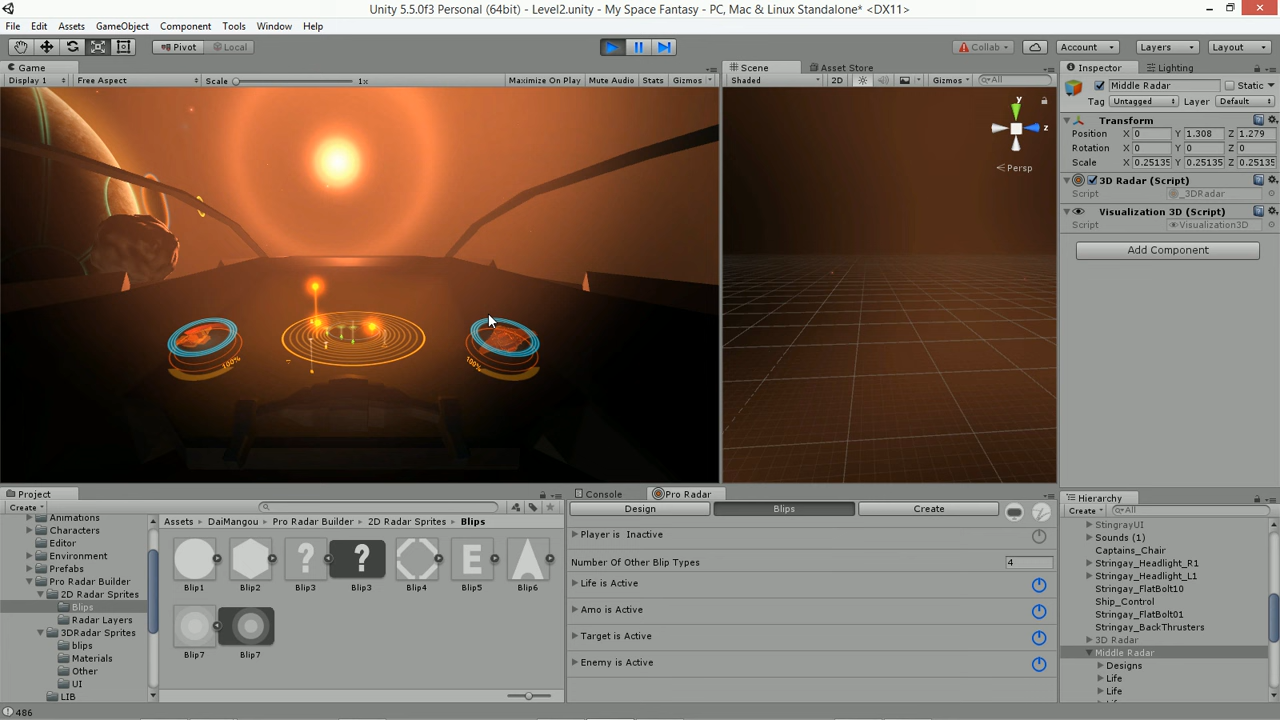 Unity 5.5.0f3 Personal (64bit) - Level2.unity - My Space Fantasy - PC, Mac & Linux Standalone* <DX11>
File Edit Assets GameObject Component Tools Window Help
Pivot Local Collab Account Layers Layout
Game Scene Asset Store Inspector Lighting
Display 1 Free Aspect Scale 1x Maximize On Play Mute Audio Stats Gizmos Shaded 2D Gizmos All
Middle Radar Static
Tag Untagged Layer Default
Transform
Position X 0 Y 1.308 Z 1.279
Rotation X 0 Y 0 Z 0
Scale X 0.25135 Y 0.25135 Z 0.25135
3D Radar (Script)
Script _3DRadar
Visualization 3D (Script)
Script Visualization3D
Add Component
y
z
Persp
100% 100%
Project Console Pro Radar Hierarchy
Create
Design Blips Create
Create All
Animations
Characters
Editor
Environment
Prefabs
Pro Radar Builder
2D Radar Sprites
Blips
Radar Layers
3DRadar Sprites
blips
Materials
Other
UI
LIB
Assets DaiMangou Pro Radar Builder 2D Radar Sprites Blips
? ? E
Blip1 Blip2 Blip3 Blip3 Blip4 Blip5 Blip6
Blip7 Blip7
Player is Inactive
Number Of Other Blip Types 4
Life is Active
Amo is Active
Target is Active
Enemy is Active
StingrayUI
Sounds (1)
Captains_Chair
Stringay_Headlight_R1
Stringay_Headlight_L1
Stringay_FlatBolt10
Ship_Control
Stringay_FlatBolt01
Stringay_BackThrusters
3D Radar
Middle Radar
Designs
Life
Life
486